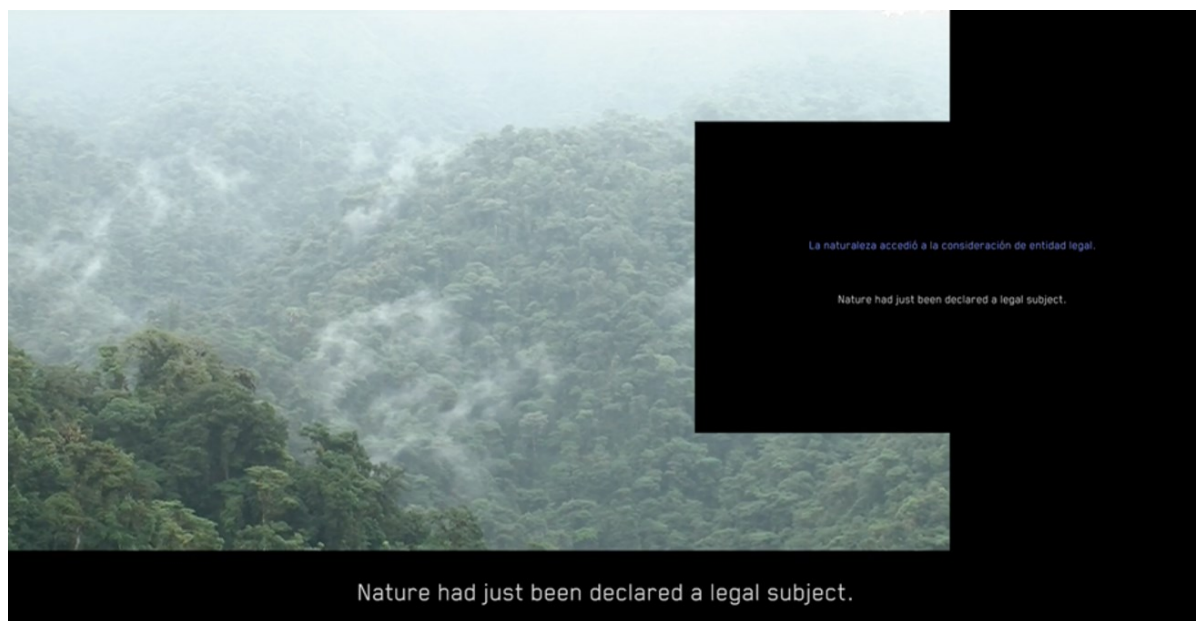 La naturaleza accedió a la consideración de entidad legal.
Nature had just been declared a legal subject.
Nature had just been declared a legal subject.